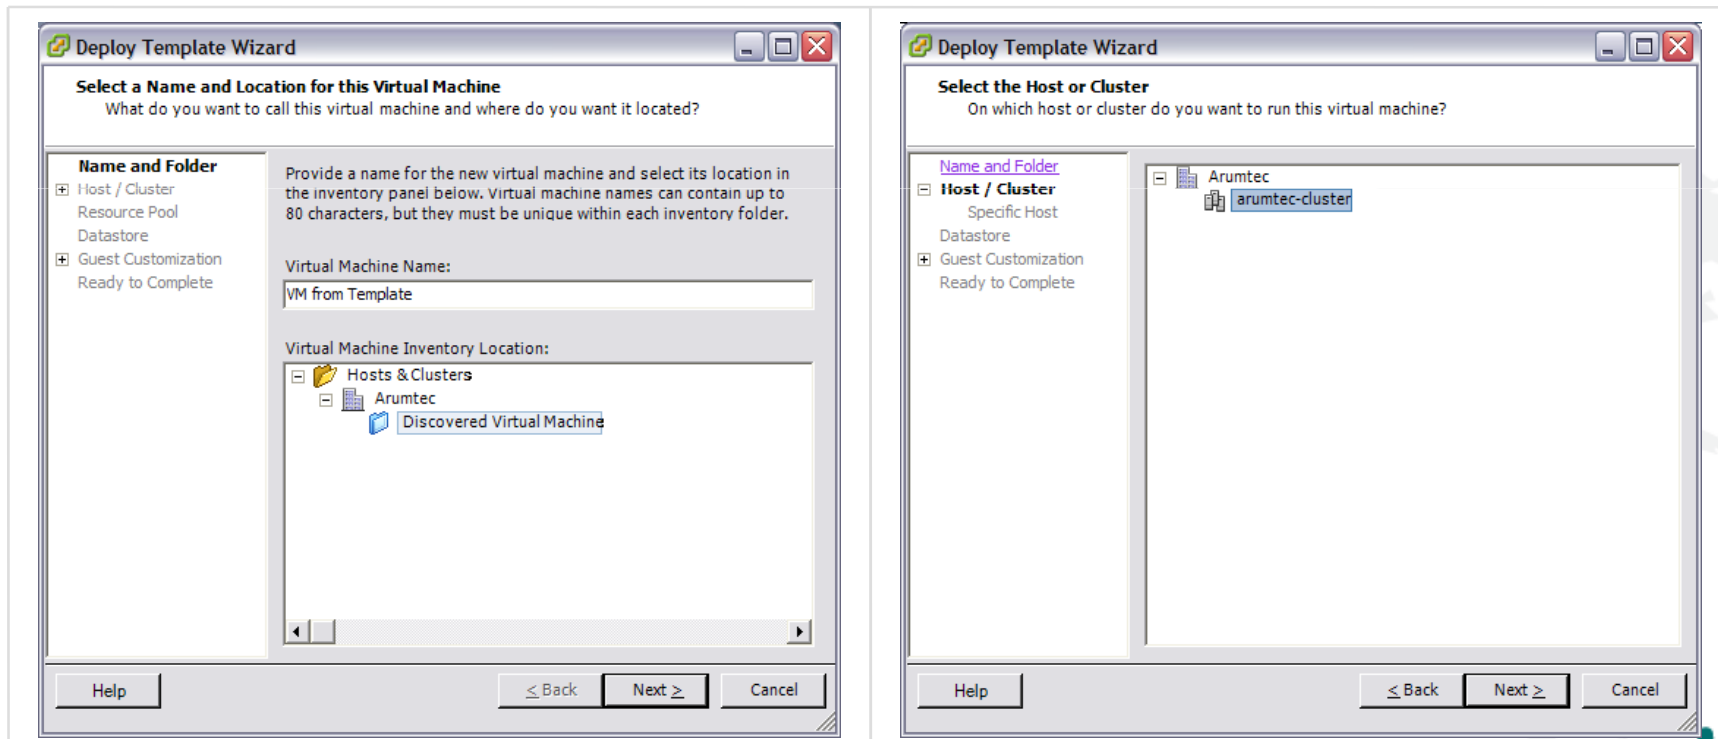 Deploy Template Wizard
Select a Name and Location for this Virtual Machine
What do you want to call this virtual machine and where do you want it located?
Name and Folder
Host / Cluster
Resource Pool
Datastore
Guest Customization
Ready to Complete
Provide a name for the new virtual machine and select its location in
the inventory panel below. Virtual machine names can contain up to
80 characters, but they must be unique within each inventory folder.
Virtual Machine Name:
VM from Template
Virtual Machine Inventory Location:
Hosts & Clusters
Arumtec
Discovered Virtual Machine
Help
< Back
Next >
Cancel
Deploy Template Wizard
Select the Host or Cluster
On which host or cluster do you want to run this virtual machine?
Name and Folder
Host / Cluster
Specific Host
Datastore
Guest Customization
Ready to Complete
Arumtec
arumtec-cluster
Help
< Back
Next >
Cancel